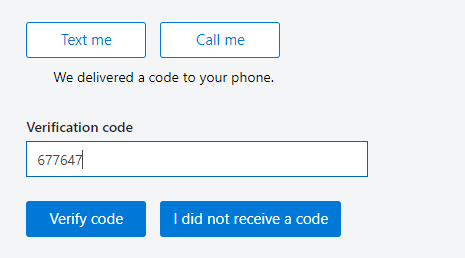 Text me Call me
We delivered a code to your phone.
Verification code
677647
Verify code I did not receive a code